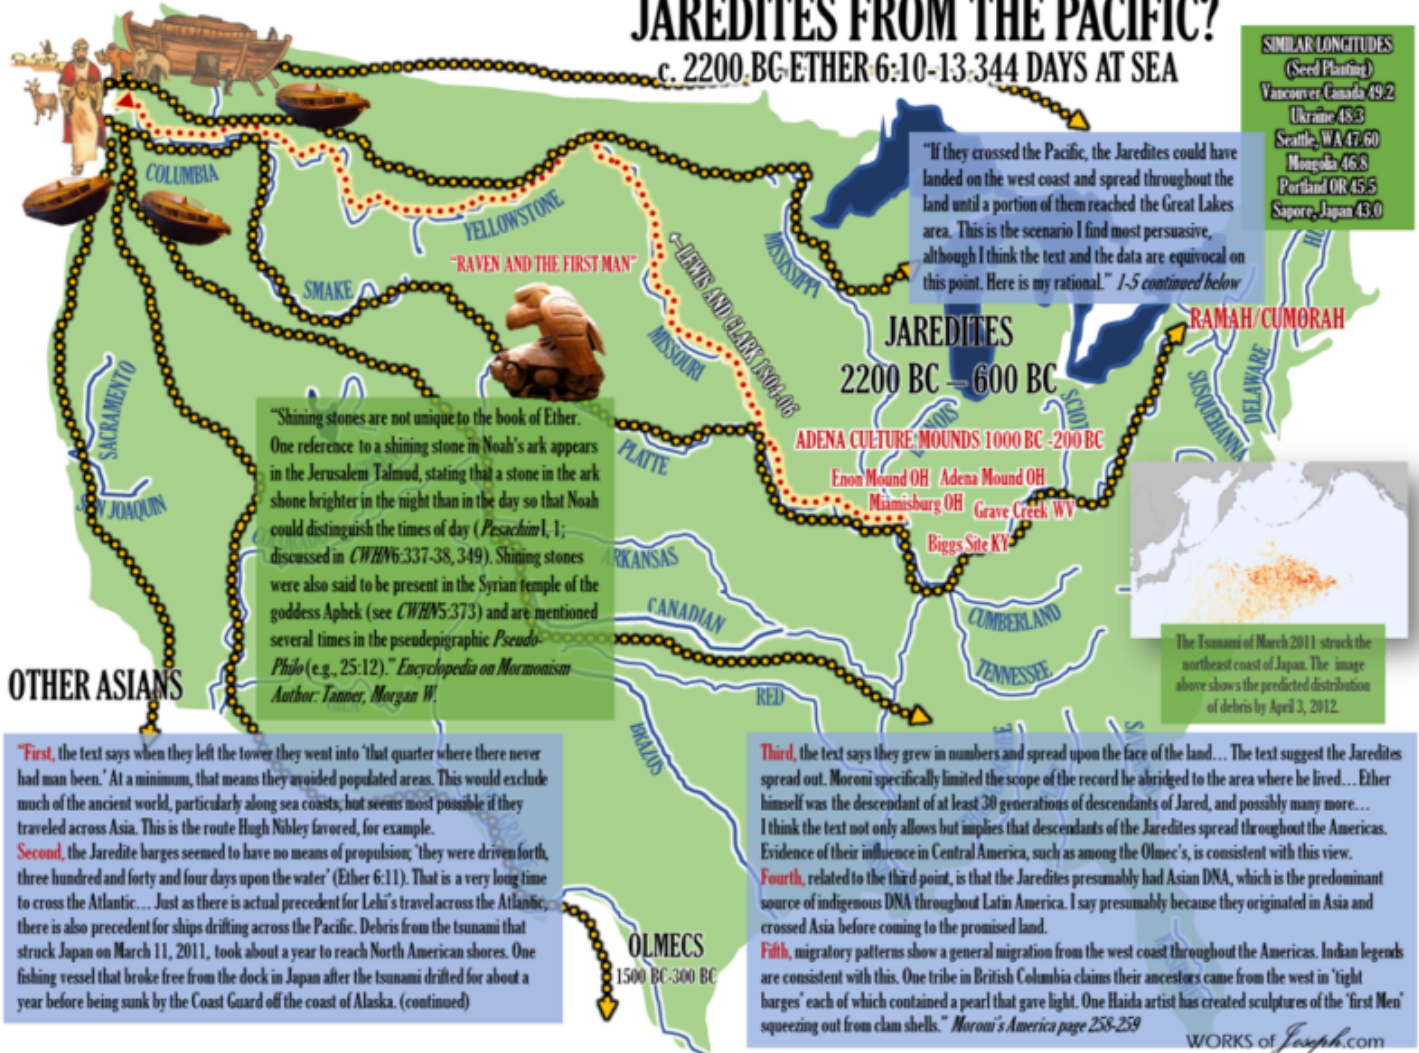 JAREDITES FROM THE PACIFIC?
c. 2200 BC-ETHER 6:10-13 344 DAYS AT SEA
SIMILAR LONGITUDES
(Seed Planting)
Vancouver Canada 49.2
Ukraine 48.3
Seattle, WA 47.60
Mongolia 46.8
Portland OR 45.5
Sapore, Japan 43.0
"If they crossed the Pacific, the Jaredites could have
landed on the west coast and spread throughout the
land until a portion of them reached the Great Lakes
area. This is the scenario I find most persuasive,
although I think the text and the data are equivocal on
this point. Here is my rational." 1-5 continued below
COLUMBIA
YELLOWSTONE
"RAVEN AND THE FIRST MAN"
SMAKE
LEWIS AND CLARK 1804-06
MISSOURI
MISSISSIPPI
JAREDITES
2200 BC – 600 BC
RAMAH/CUMORAH
DELAWARE
SUSQUEHANNA
SACRAMENTO
SAN JOAQUIN
PLATTE
ADENA CULTURE MOUNDS 1000 BC -200 BC
Enon Mound OH Adena Mound OH
Miamisburg OH Grave Creek WV
Biggs Site KY
"Shining stones are not unique to the book of Ether.
One reference to a shining stone in Noah's ark appears
in the Jerusalem Talmud, stating that a stone in the ark
shone brighter in the night than in the day so that Noah
could distinguish the times of day (Pesachim I, 1;
discussed in CWHN 6:337-38, 349). Shining stones
were also said to be present in the Syrian temple of the
goddess Aphek (see CWHN 5:373) and are mentioned
several times in the pseudepigraphic Pseudo-
Philo (e.g., 25:12)." Encyclopedia on Mormonism
Author: Tanner, Morgan W.
ARKANSAS
CANADIAN
RED
BRAZUS
CUMBERLAND
TENNESSEE
The Tsunami of March 2011 struck the
northeast coast of Japan. The image
above shows the predicted distribution
of debris by April 3, 2012.
OTHER ASIANS
"First, the text says when they left the tower they went into 'that quarter where there never
had man been.' At a minimum, that means they avoided populated areas. This would exclude
much of the ancient world, particularly along sea coasts, but seems most possible if they
traveled across Asia. This is the route Hugh Nibley favored, for example.
Second, the Jaredite barges seemed to have no means of propulsion; 'they were driven forth,
three hundred and forty and four days upon the water' (Ether 6:11). That is a very long time
to cross the Atlantic... Just as there is actual precedent for Lehi's travel across the Atlantic,
there is also precedent for ships drifting across the Pacific. Debris from the tsunami that
struck Japan on March 11, 2011, took about a year to reach North American shores. One
fishing vessel that broke free from the dock in Japan after the tsunami drifted for about a
year before being sunk by the Coast Guard off the coast of Alaska. (continued)
OLMECS
1500 BC-300 BC
Third, the text says they grew in numbers and spread upon the face of the land... The text suggest the Jaredites
spread out. Moroni specifically limited the scope of the record he abridged to the area where he lived... Ether
himself was the descendant of at least 30 generations of descendants of Jared, and possibly many more...
I think the text not only allows but implies that descendants of the Jaredites spread throughout the Americas.
Evidence of their influence in Central America, such as among the Olmec's, is consistent with this view.
Fourth, related to the third point, is that the Jaredites presumably had Asian DNA, which is the predominant
source of indigenous DNA throughout Latin America. I say presumably because they originated in Asia and
crossed Asia before coming to the promised land.
Fifth, migratory patterns show a general migration from the west coast throughout the Americas. Indian legends
are consistent with this. One tribe in British Columbia claims their ancestors came from the west in 'tight
barges' each of which contained a pearl that gave light. One Haida artist has created sculptures of the 'first Men'
squeezing out from clam shells." Moroni's America page 258-259
WORKS of Joseph.com